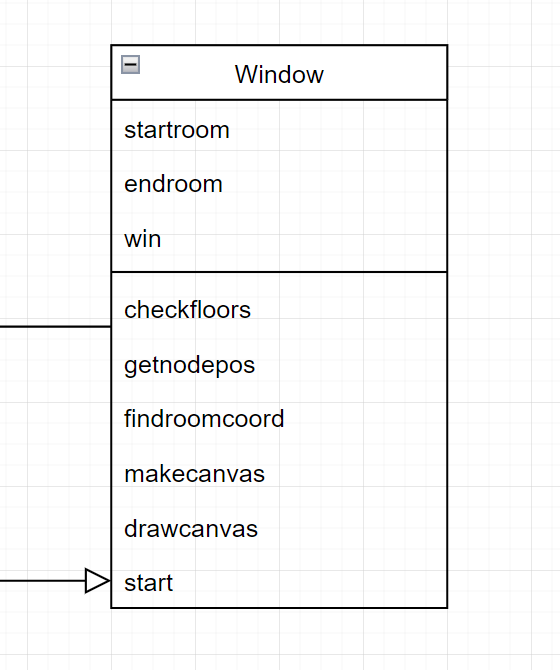 Window
startroom
endroom
win
checkfloors
getnodepos
findroomcoord
makecanvas
drawcanvas
start